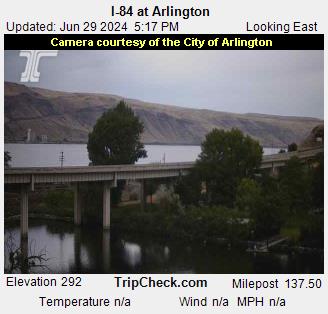 I-84 at Arlington
Updated: Jun 29 2024 5:17 PM Looking East
Camera courtesy of the City of Arlington
Elevation 292 TripCheck.com Milepost 137.50
Temperature n/a Wind n/a MPH n/a